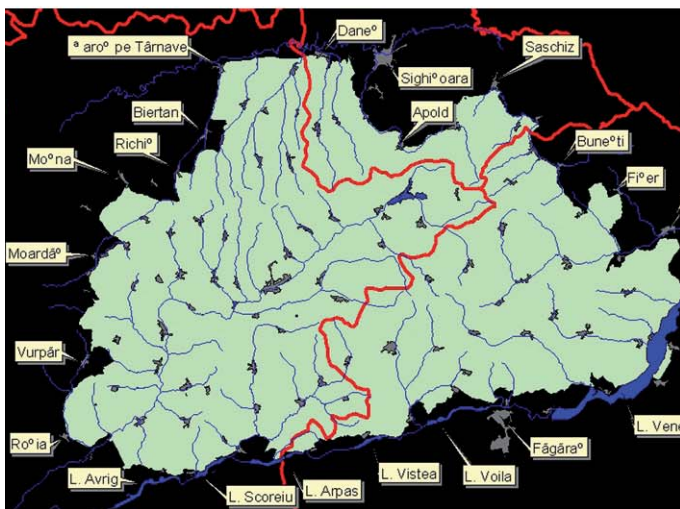 Daneº
ª aroº pe Târnave
Saschiz
Sighiºoara
Biertan
Apold
Richiº
Buneºti
Moºna
Fiºer
Moardãº
Vurpãr
Roºia
L. Vene
Fãgãraº
L. Avrig
L. Vistea
L. Voila
L. Scoreiu
L. Arpas